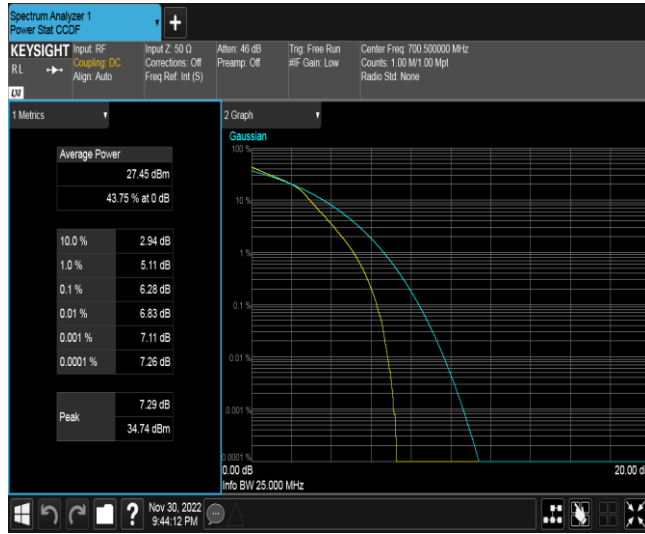 Spectrum Analyzer 1
Power Stat CCDF
+
KEYSIGHT
RL
LXI
Input: RF
Coupling: DC
Align: Auto
Input Z: 50 Ω
Corrections: Off
Freq Ref: Int (S)
Atten: 46 dB
Preamp: Off
Trig: Free Run
#IF Gain: Low
Center Freq: 700.500000 MHz
Counts: 1.00 M/1.00 Mpt
Radio Std: None
1 Metrics
Average Power
27.45 dBm
43.75 % at 0 dB
10.0 % 2.94 dB
1.0 % 5.11 dB
0.1 % 6.28 dB
0.01 % 6.83 dB
0.001 % 7.11 dB
0.0001 % 7.26 dB
Peak
7.29 dB
34.74 dBm
2 Graph
Gaussian
100 %
10 %
1 %
0.1 %
0.01 %
0.001 %
0.0001 %
0.00 dB
20.00 d
Info BW 25.000 MHz
?
Nov 30, 2022
9:44:12 PM